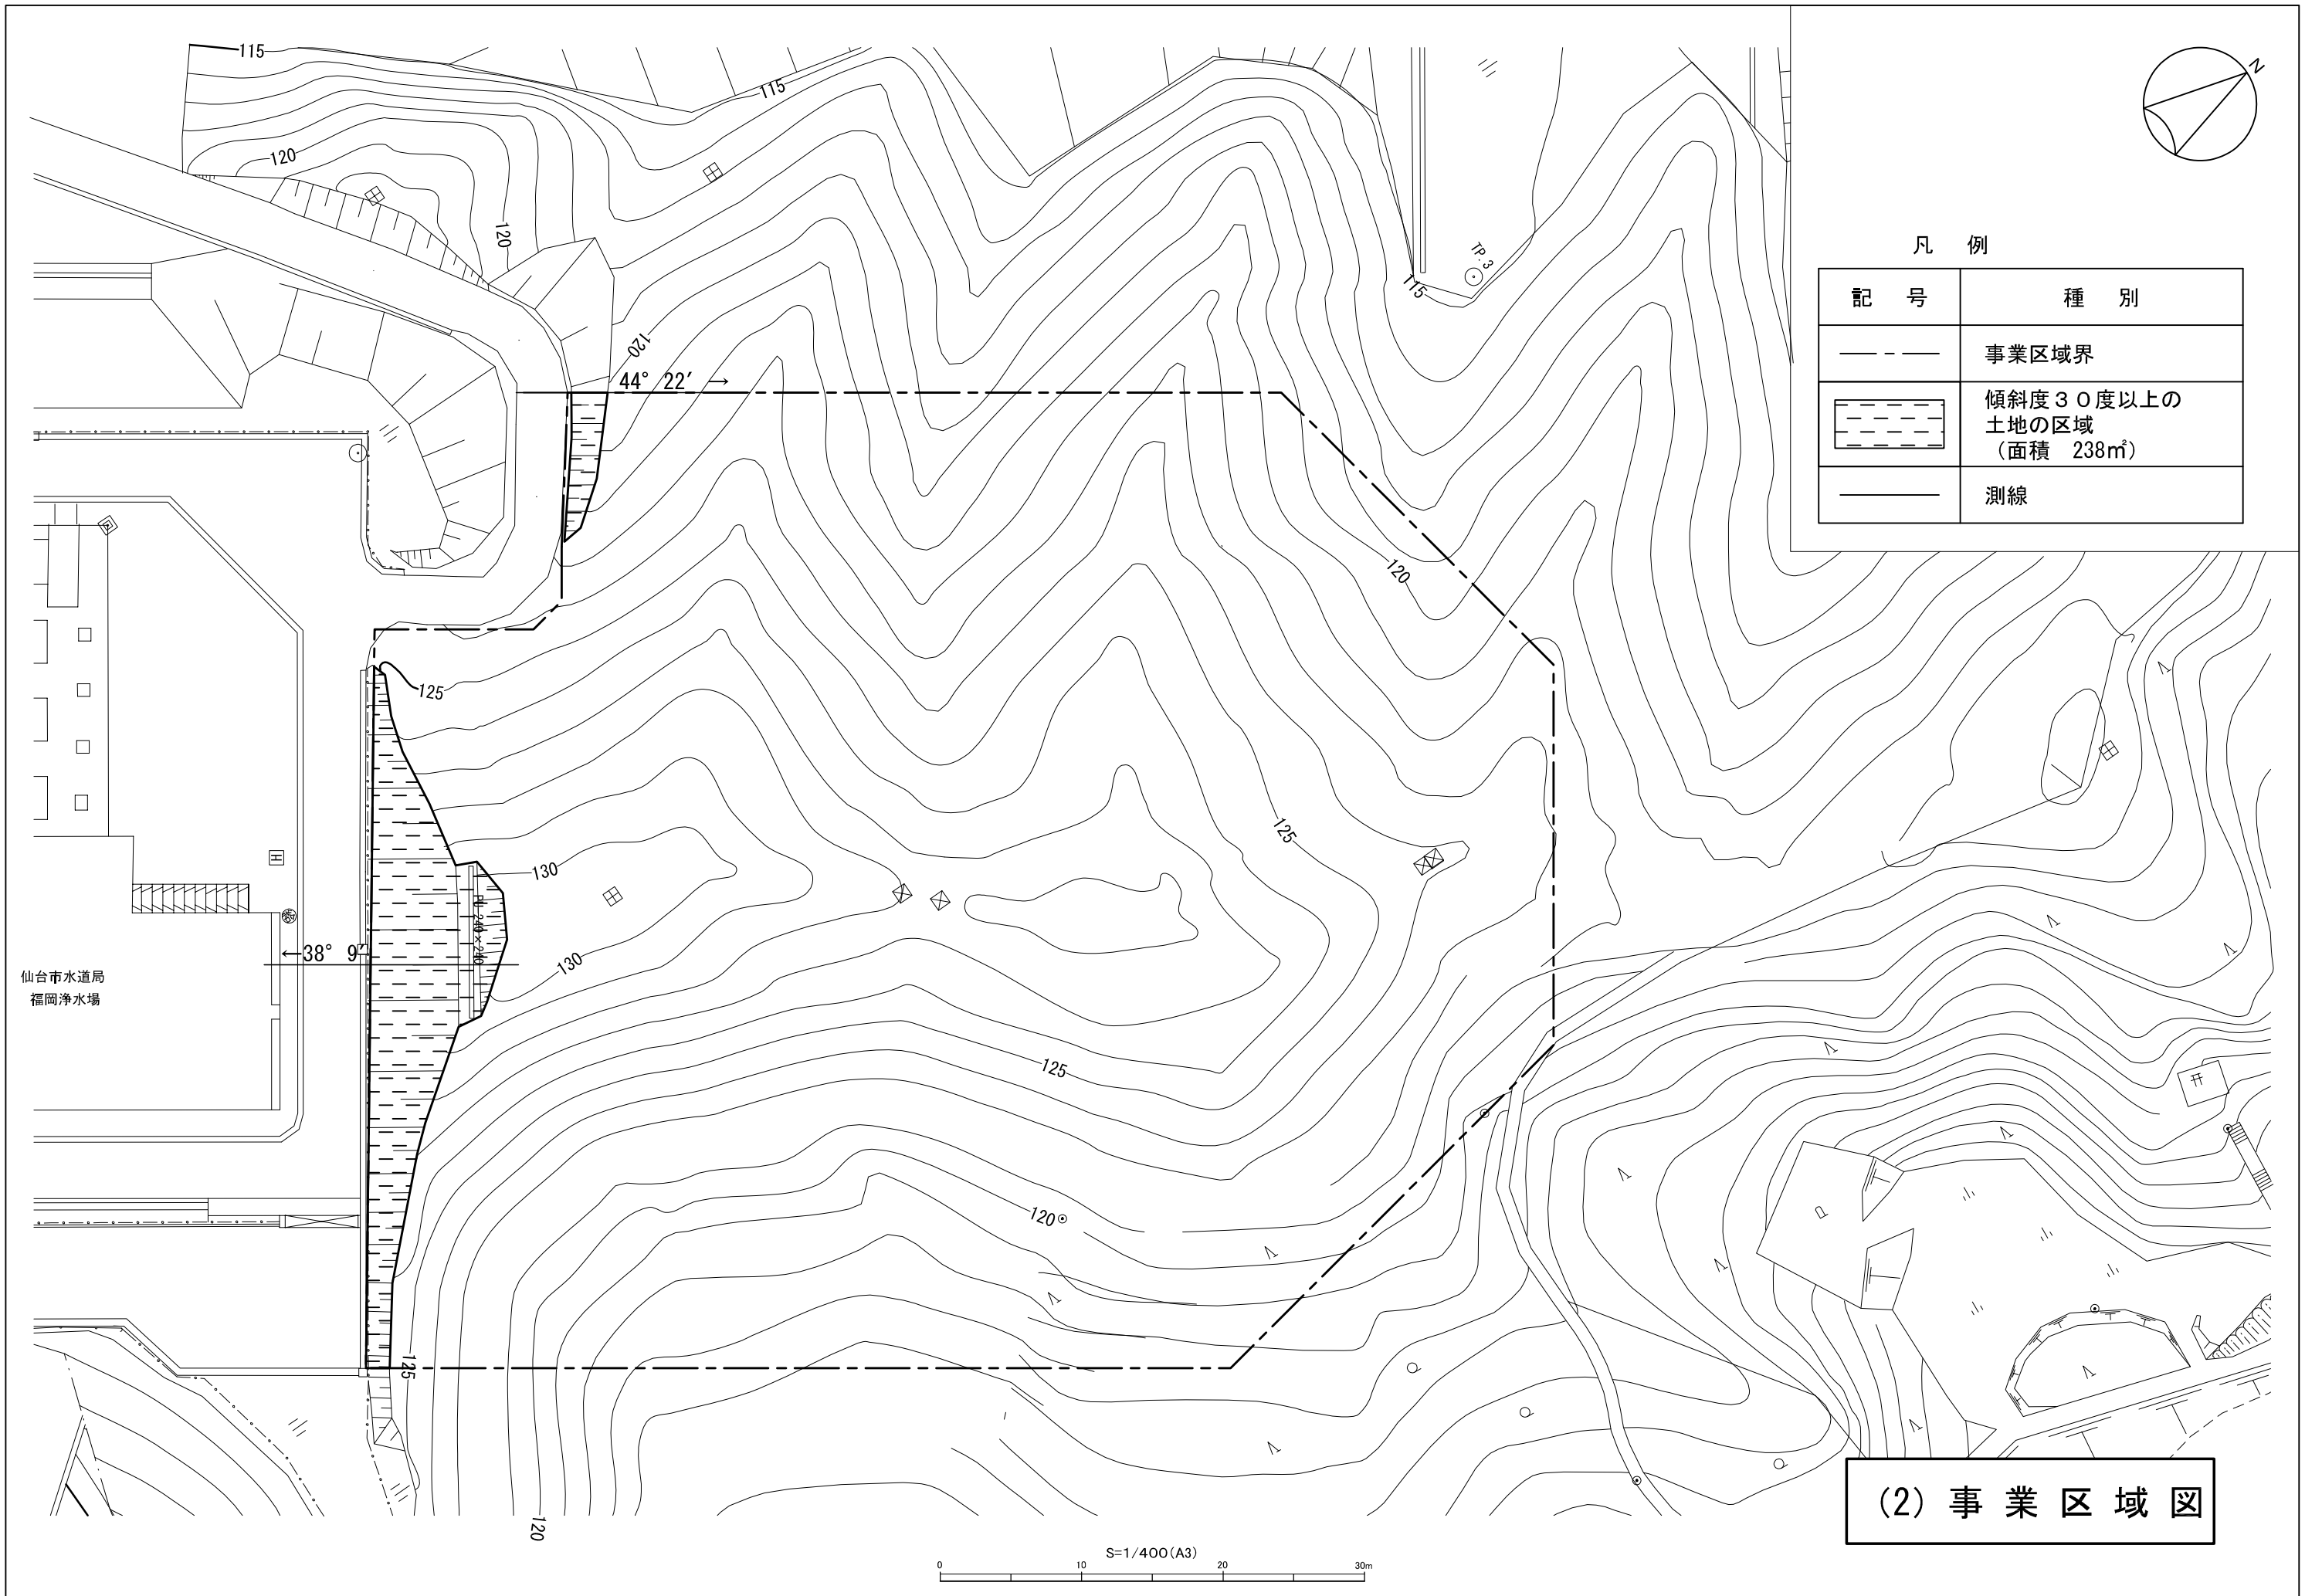 115
115
120
120
N
TP.3
115
凡 例
記 号 種 別
事業区域界
傾斜度30度以上の
土地の区域
(面積 238㎡)
測線
120
44° 22′ →
120
125
125
130
PU 240×240
←38° 9′
130
仙台市水道局
福岡浄水場
H
125
120
125
120
(2) 事 業 区 域 図
S=1/400(A3)
0 10 20 30m